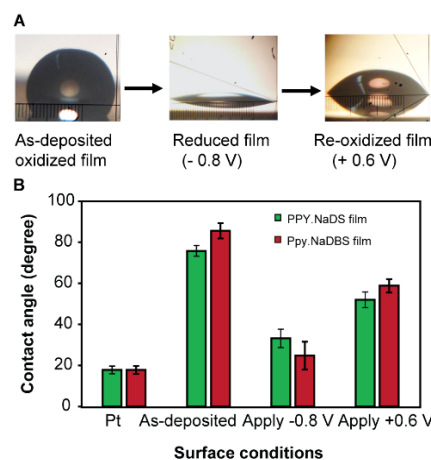 A
As-deposited
oxidized film
Reduced film
(- 0.8 V)
Re-oxidized film
(+ 0.6 V)
B
Contact angle (degree)
100
80
60
40
20
0
PPY.NaDS film
Ppy.NaDBS film
Pt
As-deposited
Apply -0.8 V
Apply +0.6 V
Surface conditions